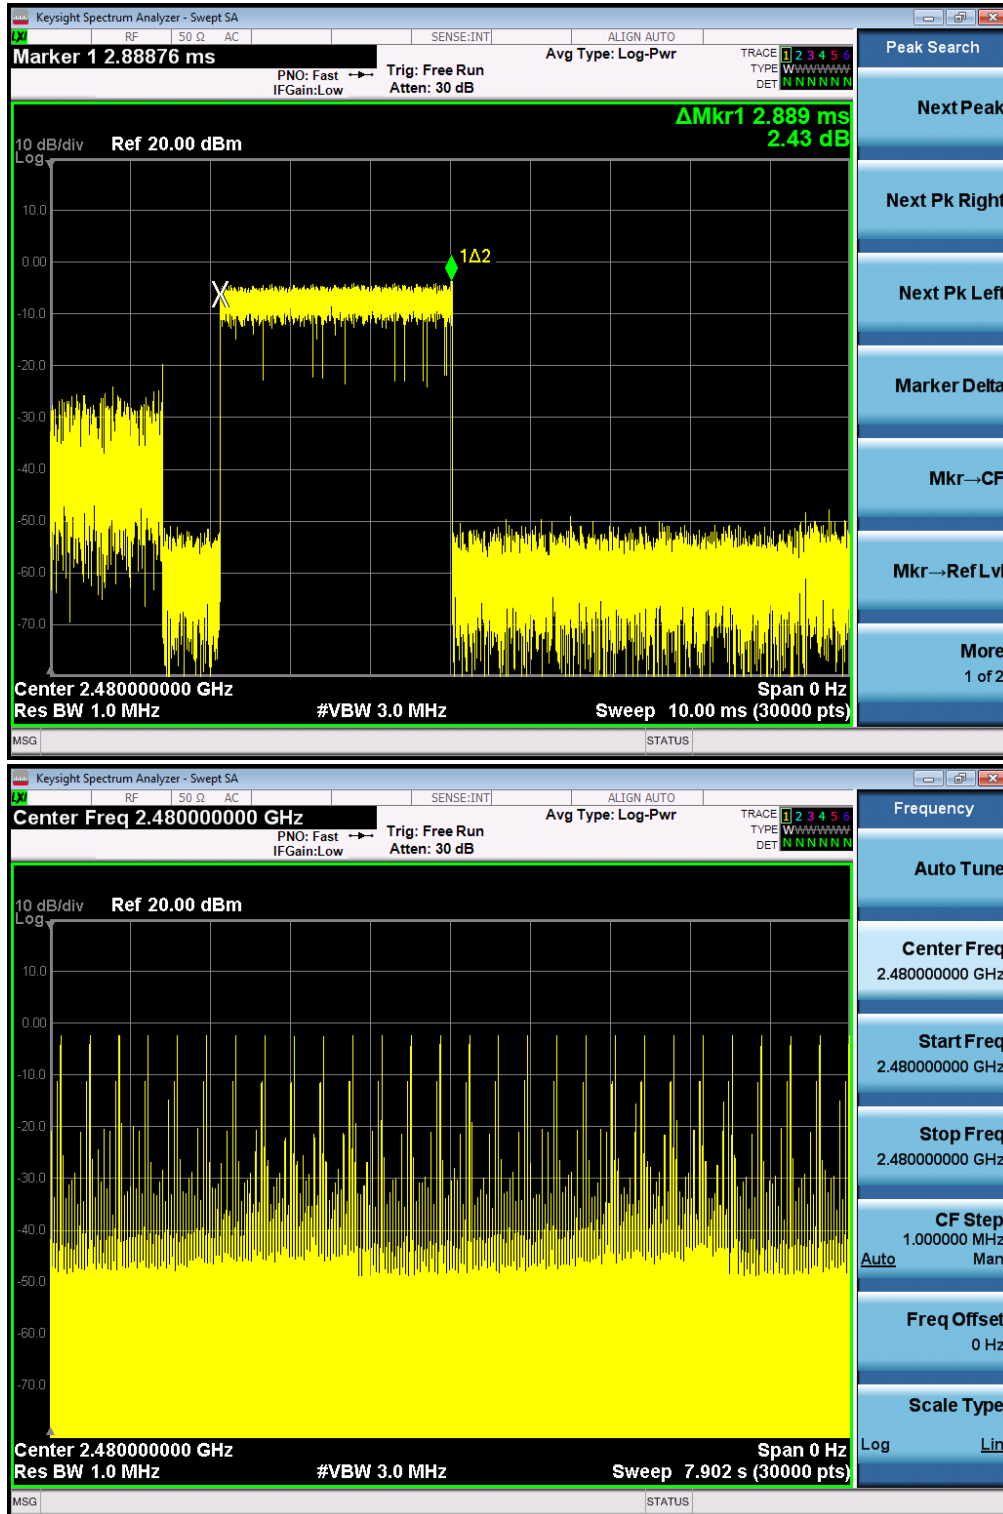 Keysight Spectrum Analyzer - Swept SA
LXI RF 50 Ω AC SENSE:INT ALIGN AUTO
Marker 1 2.88876 ms
PNO: Fast
IFGain:Low
Trig: Free Run
Atten: 30 dB
Avg Type: Log-Pwr
TRACE 1 2 3 4 5 6
TYPE WWWWWW
DET N N N N N N
ΔMkr1 2.889 ms
2.43 dB
10 dB/div Ref 20.00 dBm
Log
10.0
0.00
-10.0
-20.0
-30.0
-40.0
-50.0
-60.0
-70.0
X
1Δ2
Center 2.480000000 GHz Span 0 Hz
Res BW 1.0 MHz #VBW 3.0 MHz Sweep 10.00 ms (30000 pts)
MSG STATUS
Peak Search
Next Peak
Next Pk Right
Next Pk Left
Marker Delta
Mkr→CF
Mkr→Ref Lvl
More
1 of 2
Keysight Spectrum Analyzer - Swept SA
LXI RF 50 Ω AC SENSE:INT ALIGN AUTO
Center Freq 2.480000000 GHz
PNO: Fast
IFGain:Low
Trig: Free Run
Atten: 30 dB
Avg Type: Log-Pwr
TRACE 1 2 3 4 5 6
TYPE WWWWWW
DET N N N N N N
10 dB/div Ref 20.00 dBm
Log
10.0
0.00
-10.0
-20.0
-30.0
-40.0
-50.0
-60.0
-70.0
Center 2.480000000 GHz Span 0 Hz
Res BW 1.0 MHz #VBW 3.0 MHz Sweep 7.902 s (30000 pts)
MSG STATUS
Frequency
Auto Tune
Center Freq
2.480000000 GHz
Start Freq
2.480000000 GHz
Stop Freq
2.480000000 GHz
CF Step
1.000000 MHz
Auto Man
Freq Offset
0 Hz
Scale Type
Log Lin